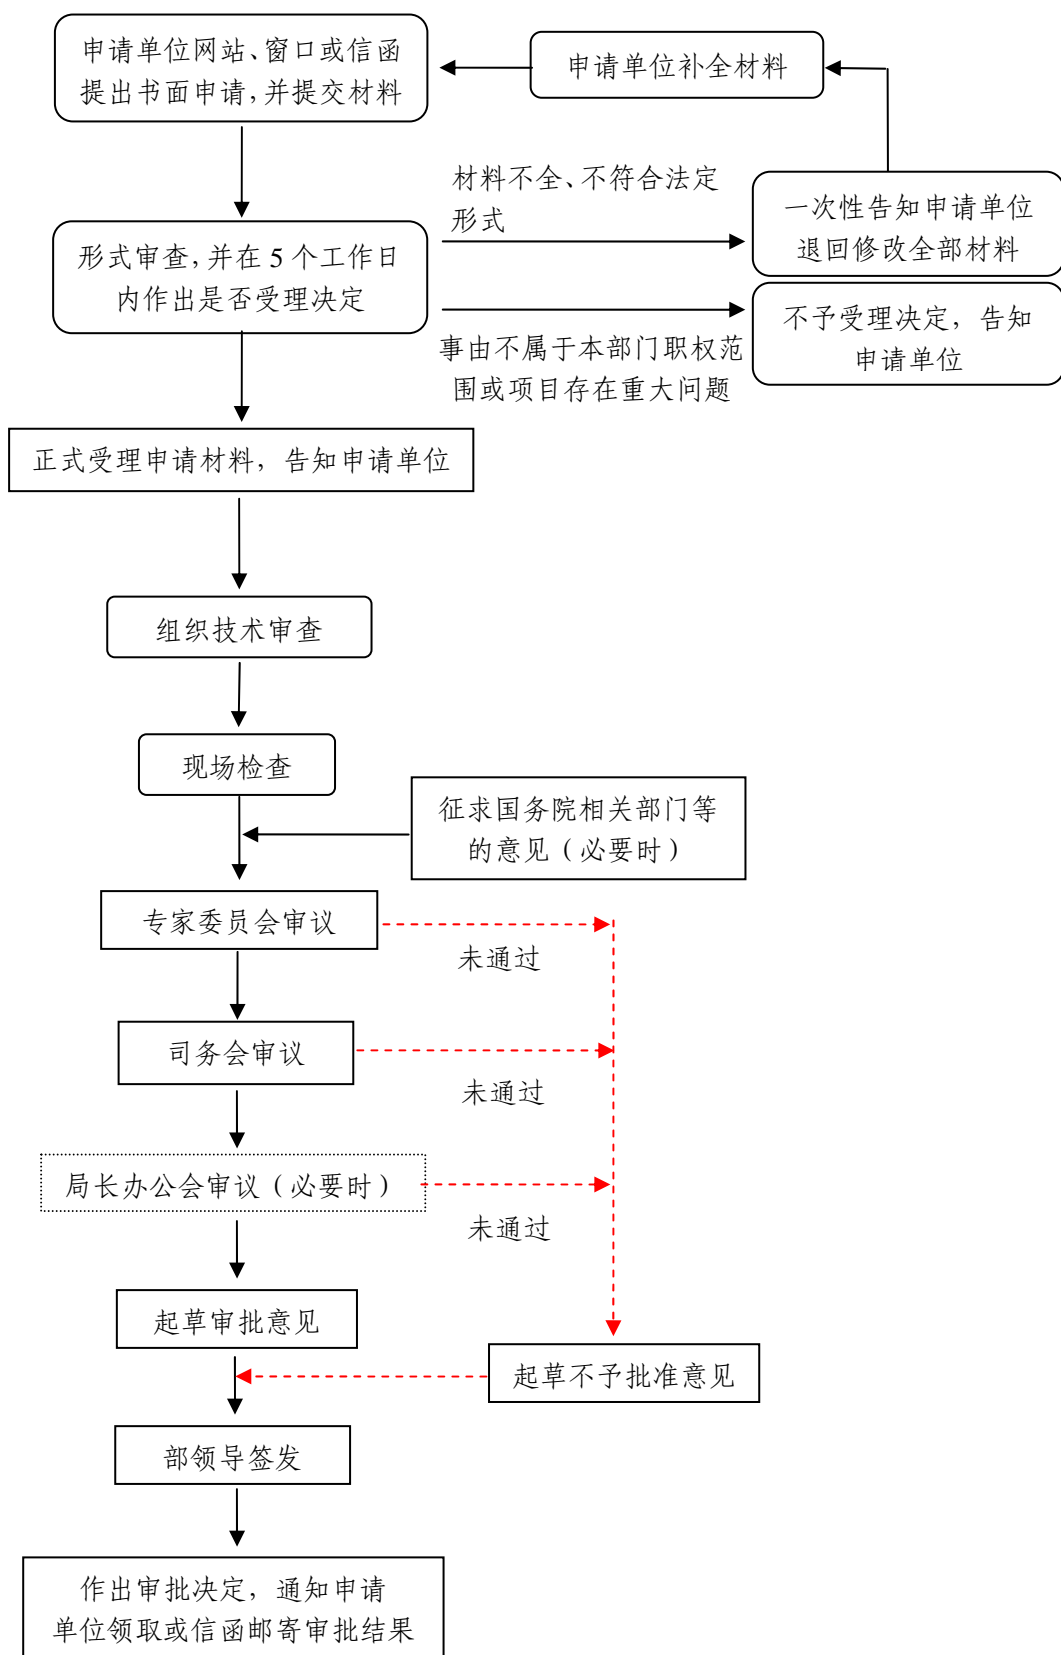 申请单位网站、窗口或信函
提出书面申请,并提交材料
申请单位补全材料
材料不全、不符合法定
形式
一次性告知申请单位
退回修改全部材料
形式审查,并在 5 个工作日
内作出是否受理决定
不予受理决定，告知
申请单位
事由不属于本部门职权范
围或项目存在重大问题
正式受理申请材料，告知申请单位
组织技术审查
现场检查
征求国务院相关部门等
的意见（必要时）
专家委员会审议
未通过
司务会审议
未通过
局长办公会审议（必要时）
未通过
起草审批意见
起草不予批准意见
部领导签发
作出审批决定，通知申请
单位领取或信函邮寄审批结果